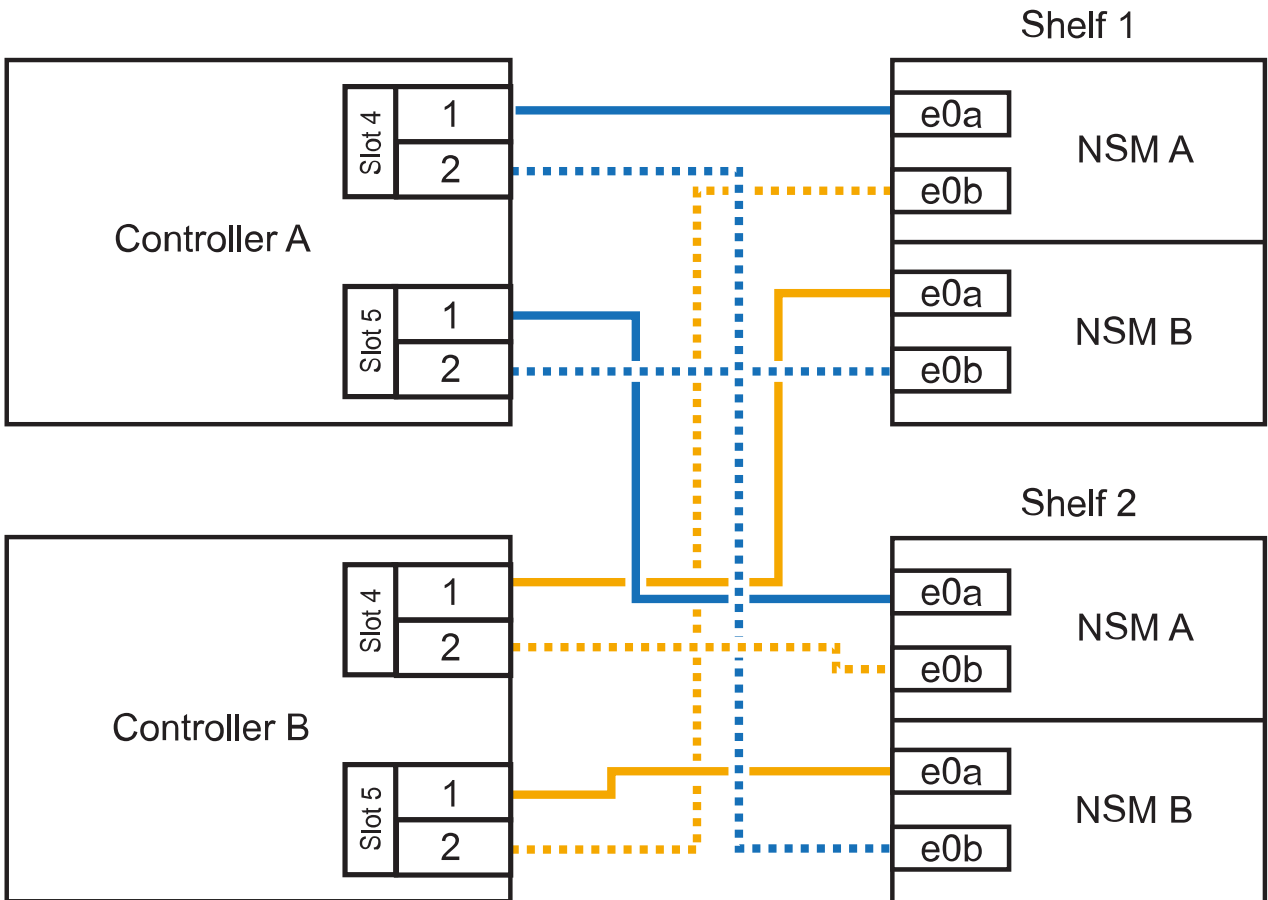 Shelf 1
Controller A
Slot 4
1
2
Slot 5
1
2
e0a
e0b
NSM A
e0a
e0b
NSM B
Shelf 2
Controller B
Slot 4
1
2
Slot 5
1
2
e0a
e0b
NSM A
e0a
e0b
NSM B